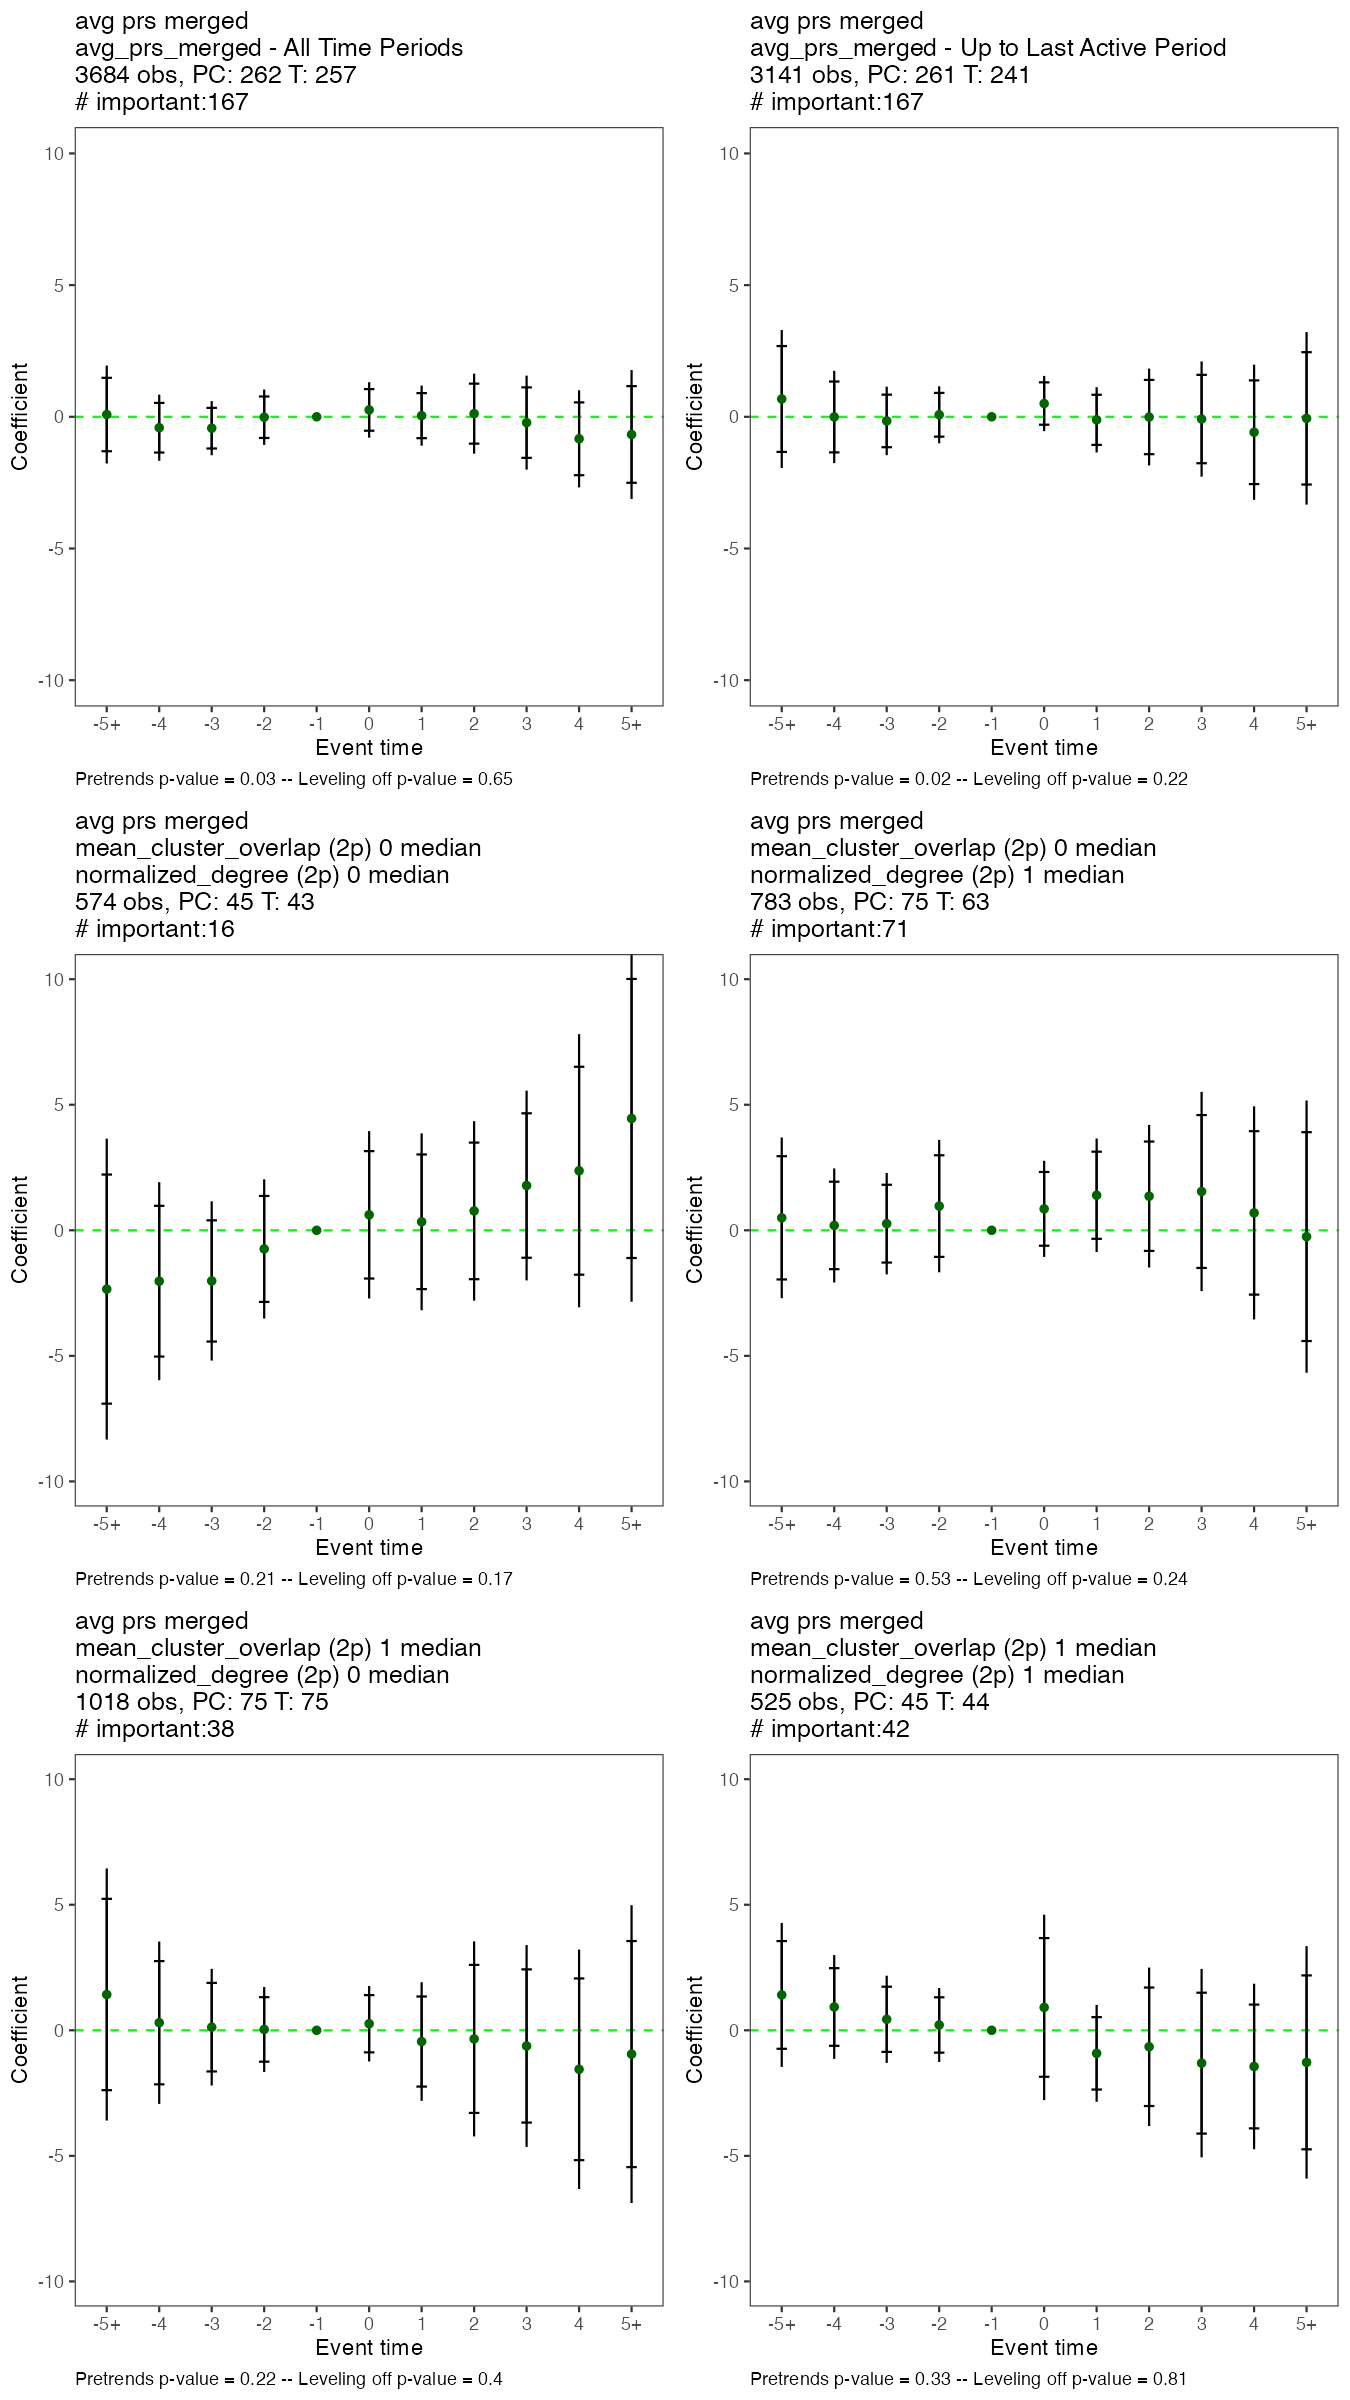 avg prs merged
avg_prs_merged - All Time Periods
3684 obs, PC: 262 T: 257
# important:167
10
5
0
-5
-10
Coefficient
-5+ -4 -3 -2 -1 0 1 2 3 4 5+
Event time
Pretrends p-value = 0.03 -- Leveling off p-value = 0.65
avg prs merged
avg_prs_merged - Up to Last Active Period
3141 obs, PC: 261 T: 241
# important:167
10
5
0
-5
-10
Coefficient
-5+ -4 -3 -2 -1 0 1 2 3 4 5+
Event time
Pretrends p-value = 0.02 -- Leveling off p-value = 0.22
avg prs merged
mean_cluster_overlap (2p) 0 median
normalized_degree (2p) 0 median
574 obs, PC: 45 T: 43
# important:16
10
5
0
-5
-10
Coefficient
-5+ -4 -3 -2 -1 0 1 2 3 4 5+
Event time
Pretrends p-value = 0.21 -- Leveling off p-value = 0.17
avg prs merged
mean_cluster_overlap (2p) 0 median
normalized_degree (2p) 1 median
783 obs, PC: 75 T: 63
# important:71
10
5
0
-5
-10
Coefficient
-5+ -4 -3 -2 -1 0 1 2 3 4 5+
Event time
Pretrends p-value = 0.53 -- Leveling off p-value = 0.24
avg prs merged
mean_cluster_overlap (2p) 1 median
normalized_degree (2p) 0 median
1018 obs, PC: 75 T: 75
# important:38
10
5
0
-5
-10
Coefficient
-5+ -4 -3 -2 -1 0 1 2 3 4 5+
Event time
Pretrends p-value = 0.22 -- Leveling off p-value = 0.4
avg prs merged
mean_cluster_overlap (2p) 1 median
normalized_degree (2p) 1 median
525 obs, PC: 45 T: 44
# important:42
10
5
0
-5
-10
Coefficient
-5+ -4 -3 -2 -1 0 1 2 3 4 5+
Event time
Pretrends p-value = 0.33 -- Leveling off p-value = 0.81